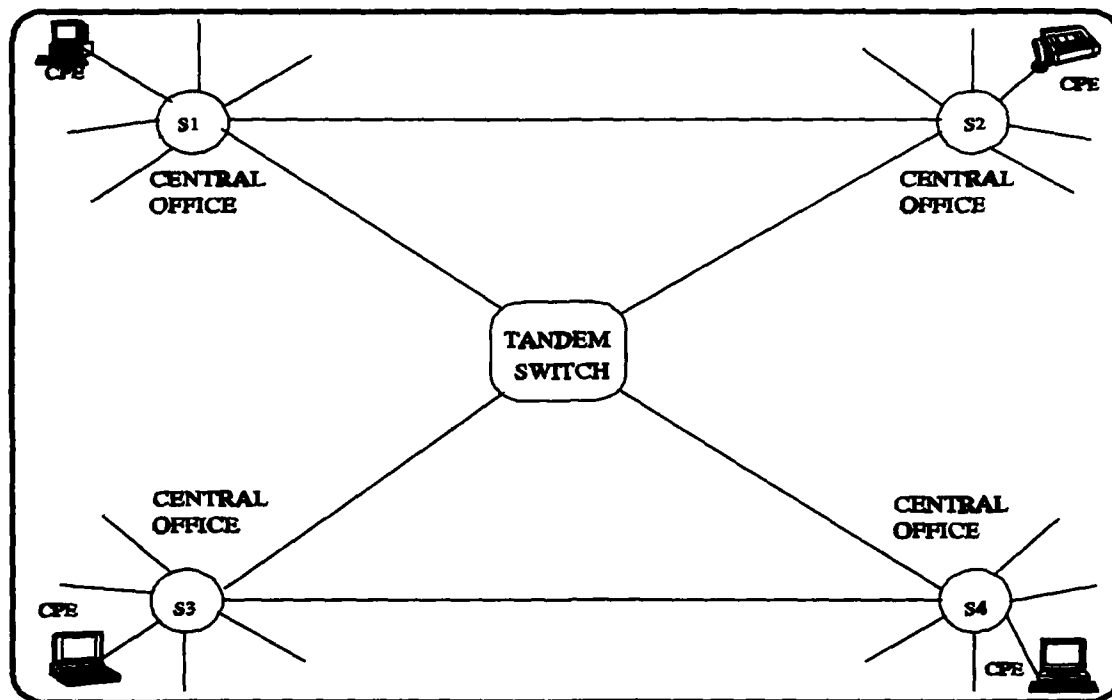 CPE
CPE
S1
S2
CENTRAL
OFFICE
CENTRAL
OFFICE
TANDEM
SWITCH
CENTRAL
OFFICE
CENTRAL
OFFICE
CPE
S3
S4
CPE